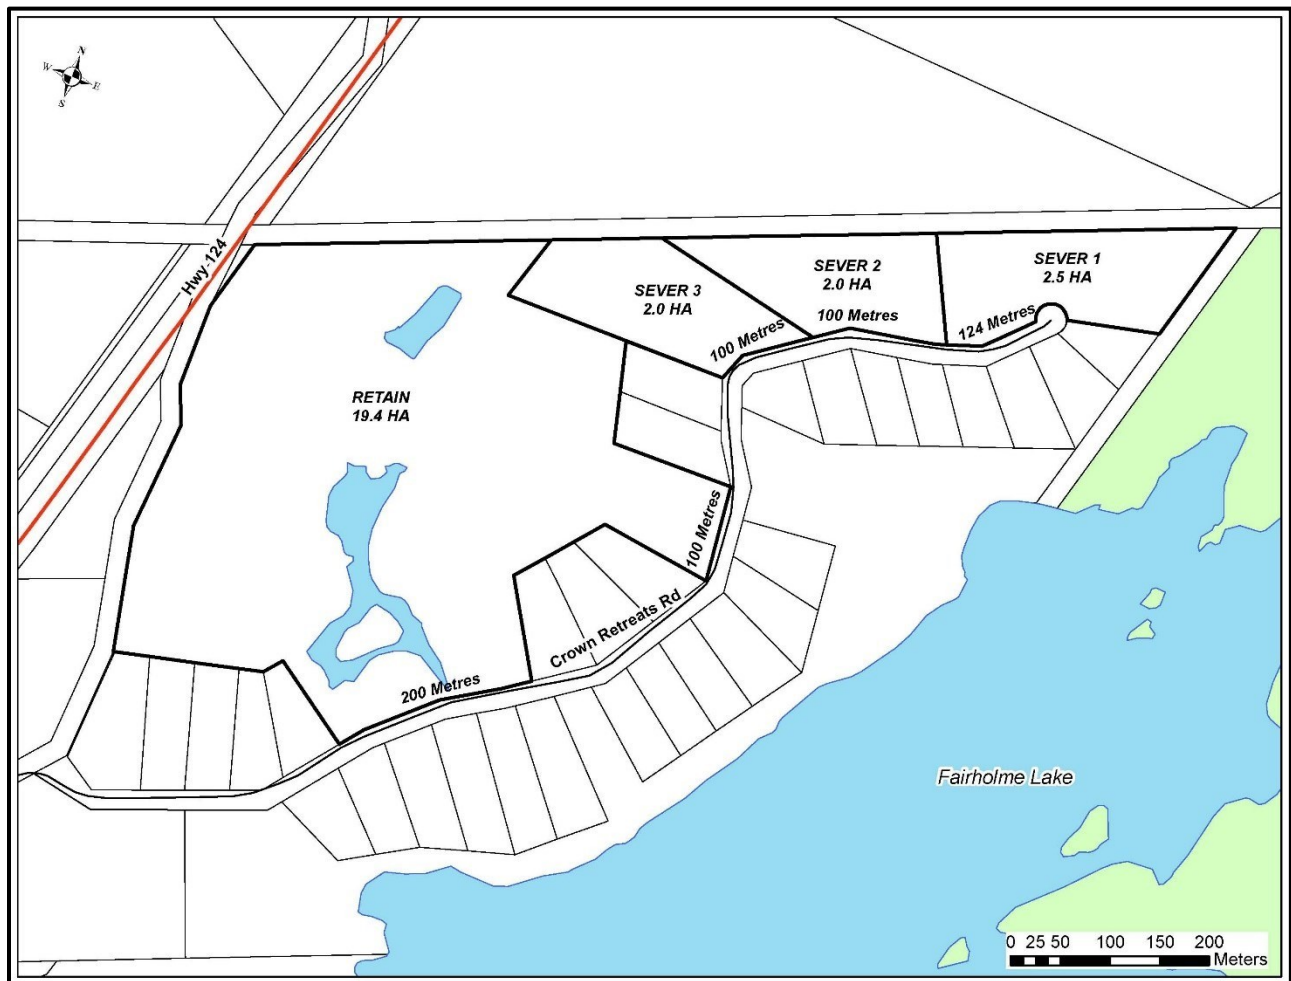 N
W
E
S
Hwy-124
SEVER 1
2.5 HA
SEVER 2
2.0 HA
SEVER 3
2.0 HA
124 Metres
100 Metres
100 Metres
RETAIN
19.4 HA
100 Metres
Crown Retreats Rd
200 Metres
Fairholme Lake
0 25 50 100 150 200
Meters